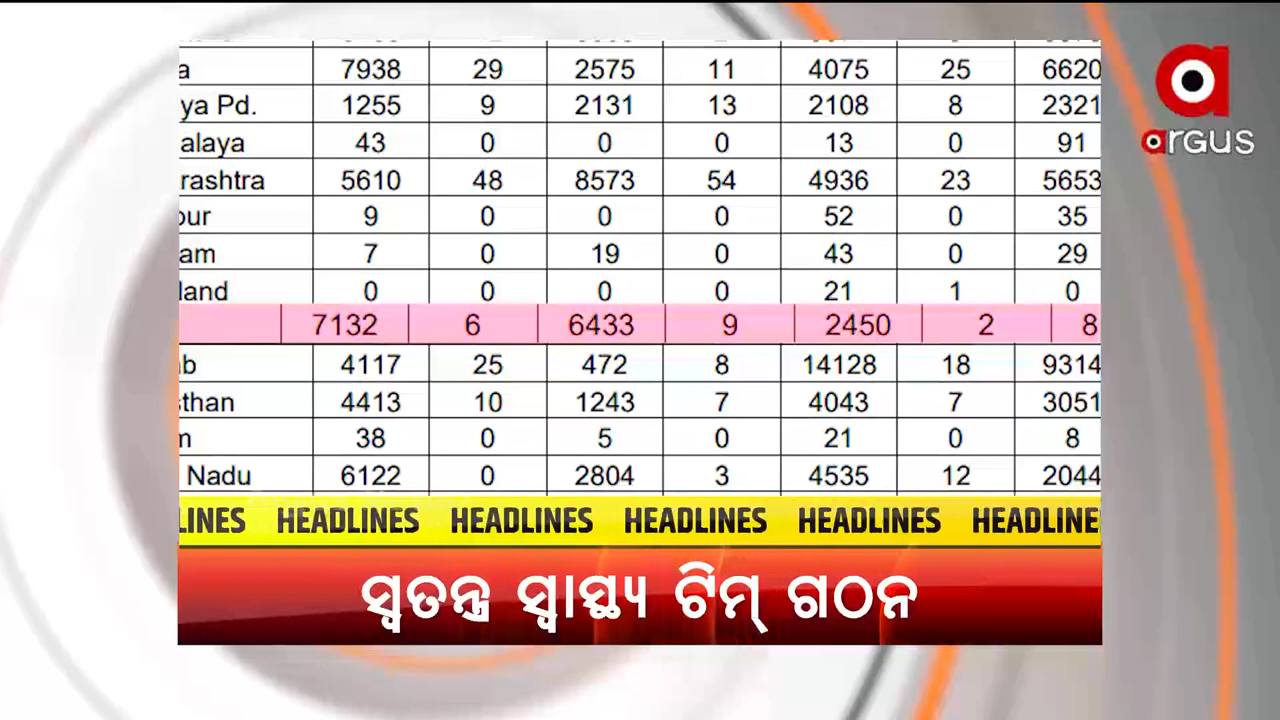 a 7938 29 2575 11 4075 25 6620
ya Pd. 1255 9 2131 13 2108 8 2321
alaya 43 0 0 0 13 0 91
rashtra 5610 48 8573 54 4936 23 5653
our 9 0 0 0 52 0 35
am 7 0 19 0 43 0 29
land 0 0 0 0 21 1 0
7132 6 6433 9 2450 2 8
b 4117 25 472 8 14128 18 9314
sthan 4413 10 1243 7 4043 7 3051
m 38 0 5 0 21 0 8
Nadu 6122 0 2804 3 4535 12 2044
LINES HEADLINES HEADLINES HEADLINES HEADLINES HEADLINE
ସ୍ୱତନ୍ତ୍ର ସ୍ୱାସ୍ଥ୍ୟ ଟିମ୍ ଗଠନ
argus